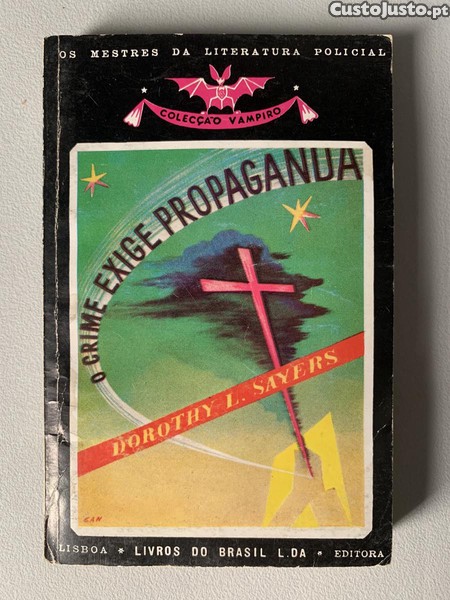 CustoJusto.pt
OS MESTRES DA LITERATURA POLICIAL
COLECÇÃO VAMPIRO
O CRIME EXIGE PROPAGANDA
DOROTHY L. SAYERS
LISBOA * LIVROS DO BRASIL L.DA * EDITORA